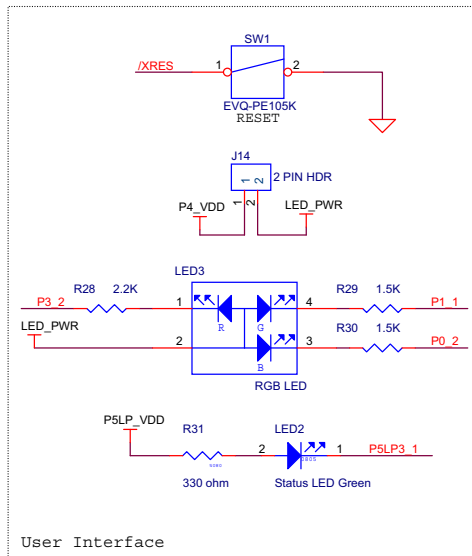 SW1
/XRES 1 2
EVQ-PE105K
RESET
J14
1 2 2 PIN HDR
P4_VDD 1 2 LED_PWR
LED3
R28 2.2K R29 1.5K
P3_2 1 4 P1_1
R G
R30 1.5K
LED_PWR 2 3 P0_2
B
RGB LED
P5LP_VDD
R31 LED2
2 1 P5LP3_1
0805
330 ohm Status LED Green
User Interface